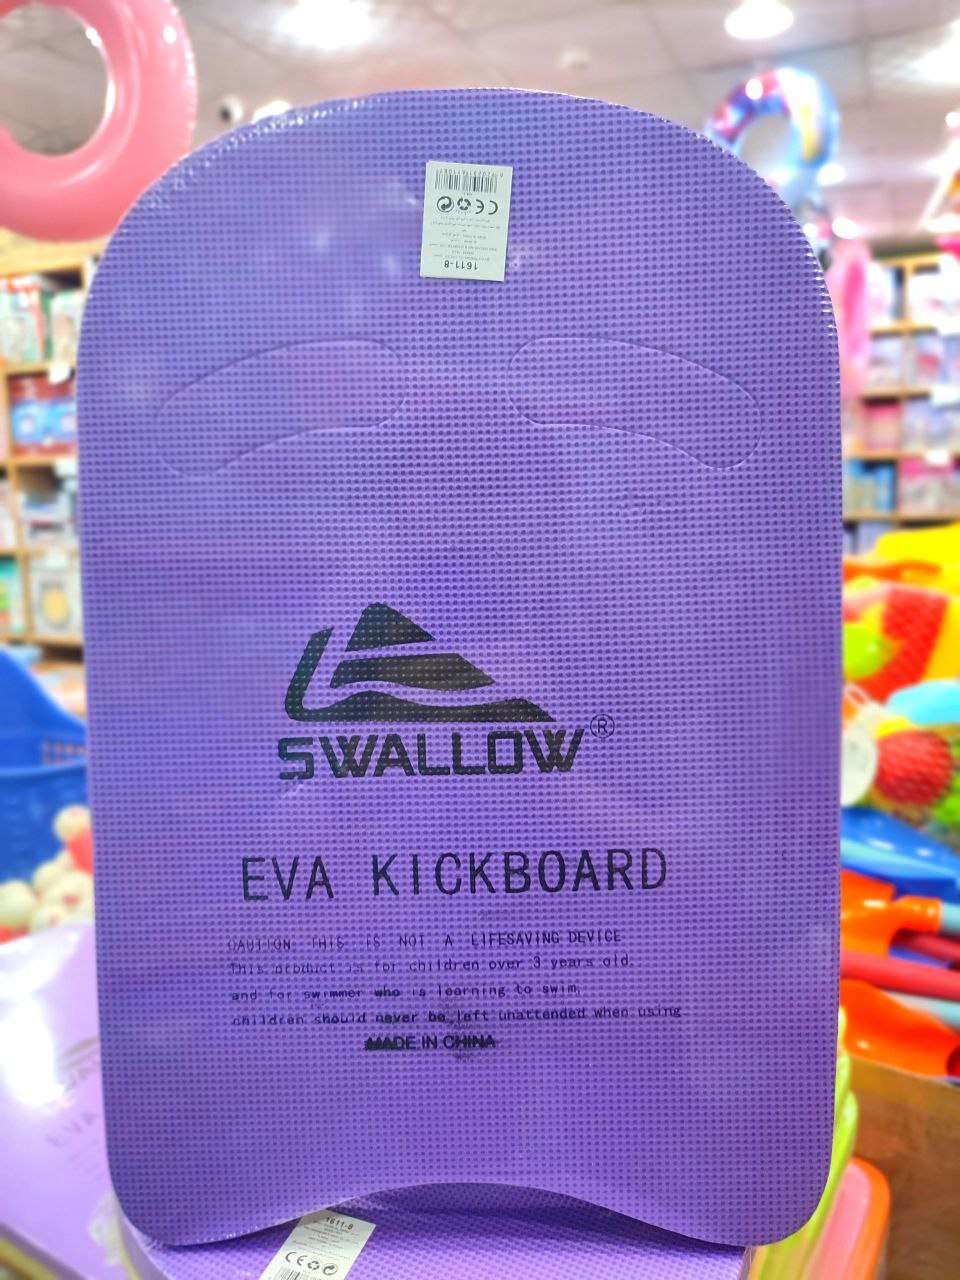 1611-B
SWALLOW®
EVA KICKBOARD
CAUTION: THIS IS NOT A LIFESAVING DEVICE
This product is for children over 3 years old.
and for swimmer who is learning to swim,
children should never be left unattended when using
MADE IN CHINA
1611-B